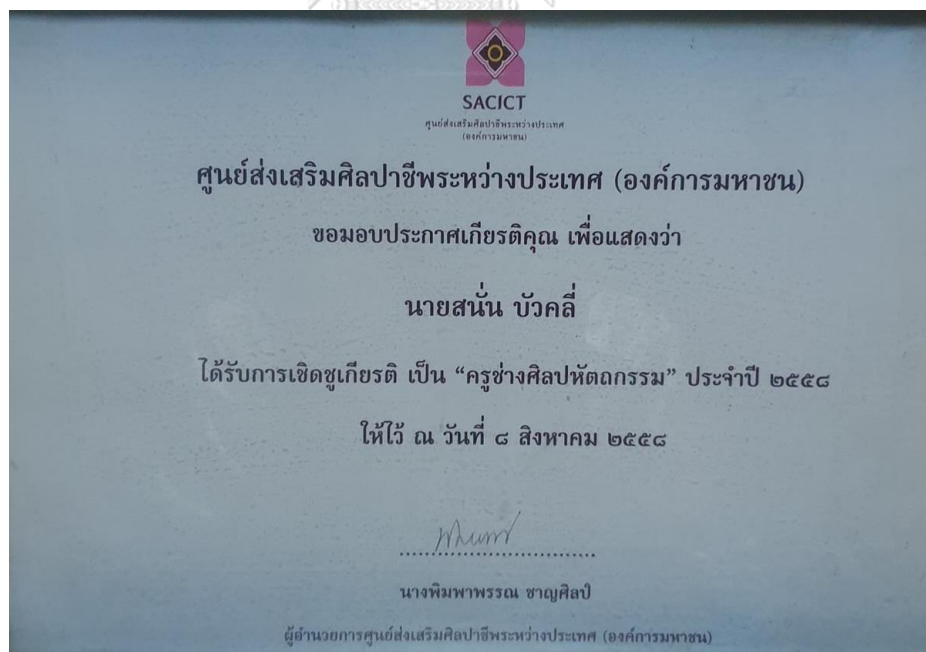 SACICT
ศูนย์ส่งเสริมศิลปาชีพระหว่างประเทศ
(องค์การมหาชน)
ศูนย์ส่งเสริมศิลปาชีพระหว่างประเทศ (องค์การมหาชน)
ขอมอบประกาศเกียรติคุณ เพื่อแสดงว่า
นายสนั่น บัวคลี่
ได้รับการเชิดชูเกียรติ เป็น “ครูช่างศิลปหัตถกรรม” ประจำปี ๒๕๕๘
ให้ไว้ ณ วันที่ ๘ สิงหาคม ๒๕๕๘
นางพิมพาพรรณ ชาญศิลป์
ผู้อำนวยการศูนย์ส่งเสริมศิลปาชีพระหว่างประเทศ (องค์การมหาชน)